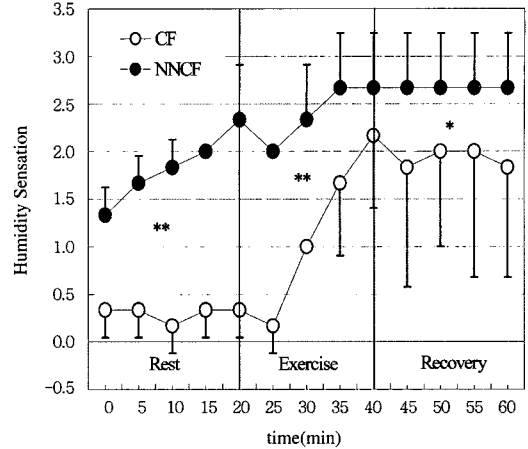 3.5
3.0
2.5
2.0
1.5
1.0
0.5
0.0
-0.5
Humidity Sensation
CF
NNCF
**
**
*
Rest Exercise Recovery
0 5 10 15 20 25 30 35 40 45 50 55 60
time(min)